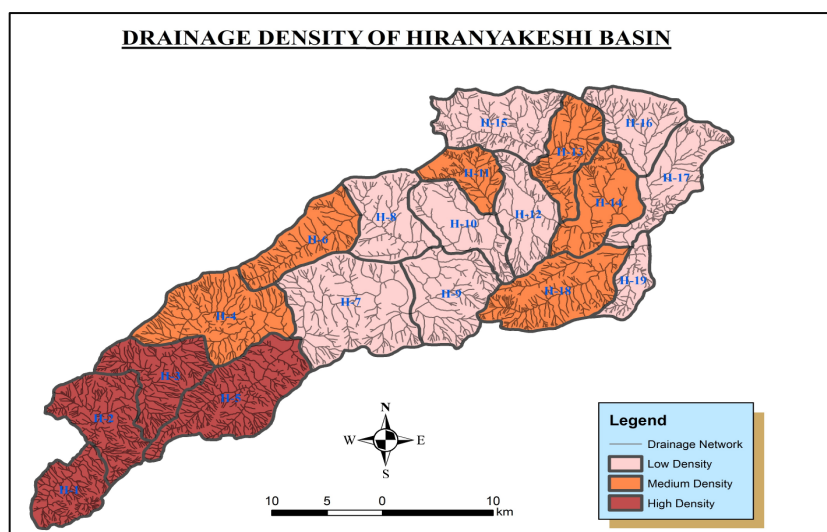 DRAINAGE DENSITY OF HIRANYAKESHI BASIN
H-15
H-16
H-13
H-11
H-17
H-14
H-8
H-12
H-10
H-6
H-19
H-18
H-9
H-7
H-4
H-3
H-5
H-2
H-1
N
W
E
S
10 5 0 10
km
Legend
Drainage Network
Low Density
Medium Density
High Density